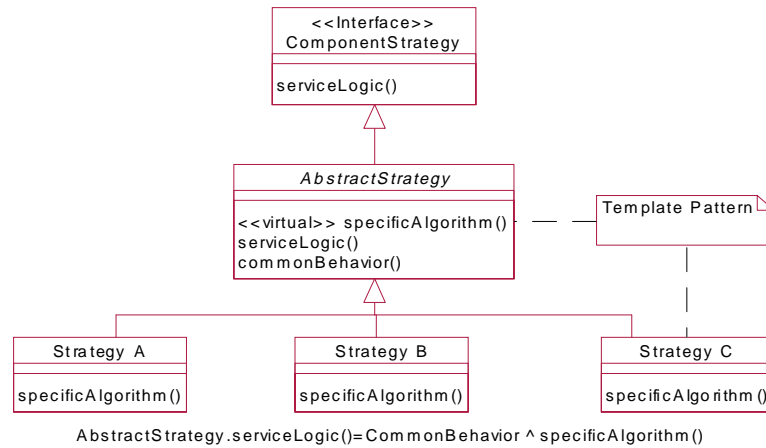 <<Interface>>
ComponentStrategy
serviceLogic()
AbstractStrategy
<<virtual>> specificAlgorithm()
serviceLogic()
commonBehavior()
Template Pattern
Strategy A
specificAlgorithm()
Strategy B
specificAlgorithm()
Strategy C
specificAlgorithm()
AbstractStrategy.serviceLogic()=CommonBehavior ^ specificAlgorithm()